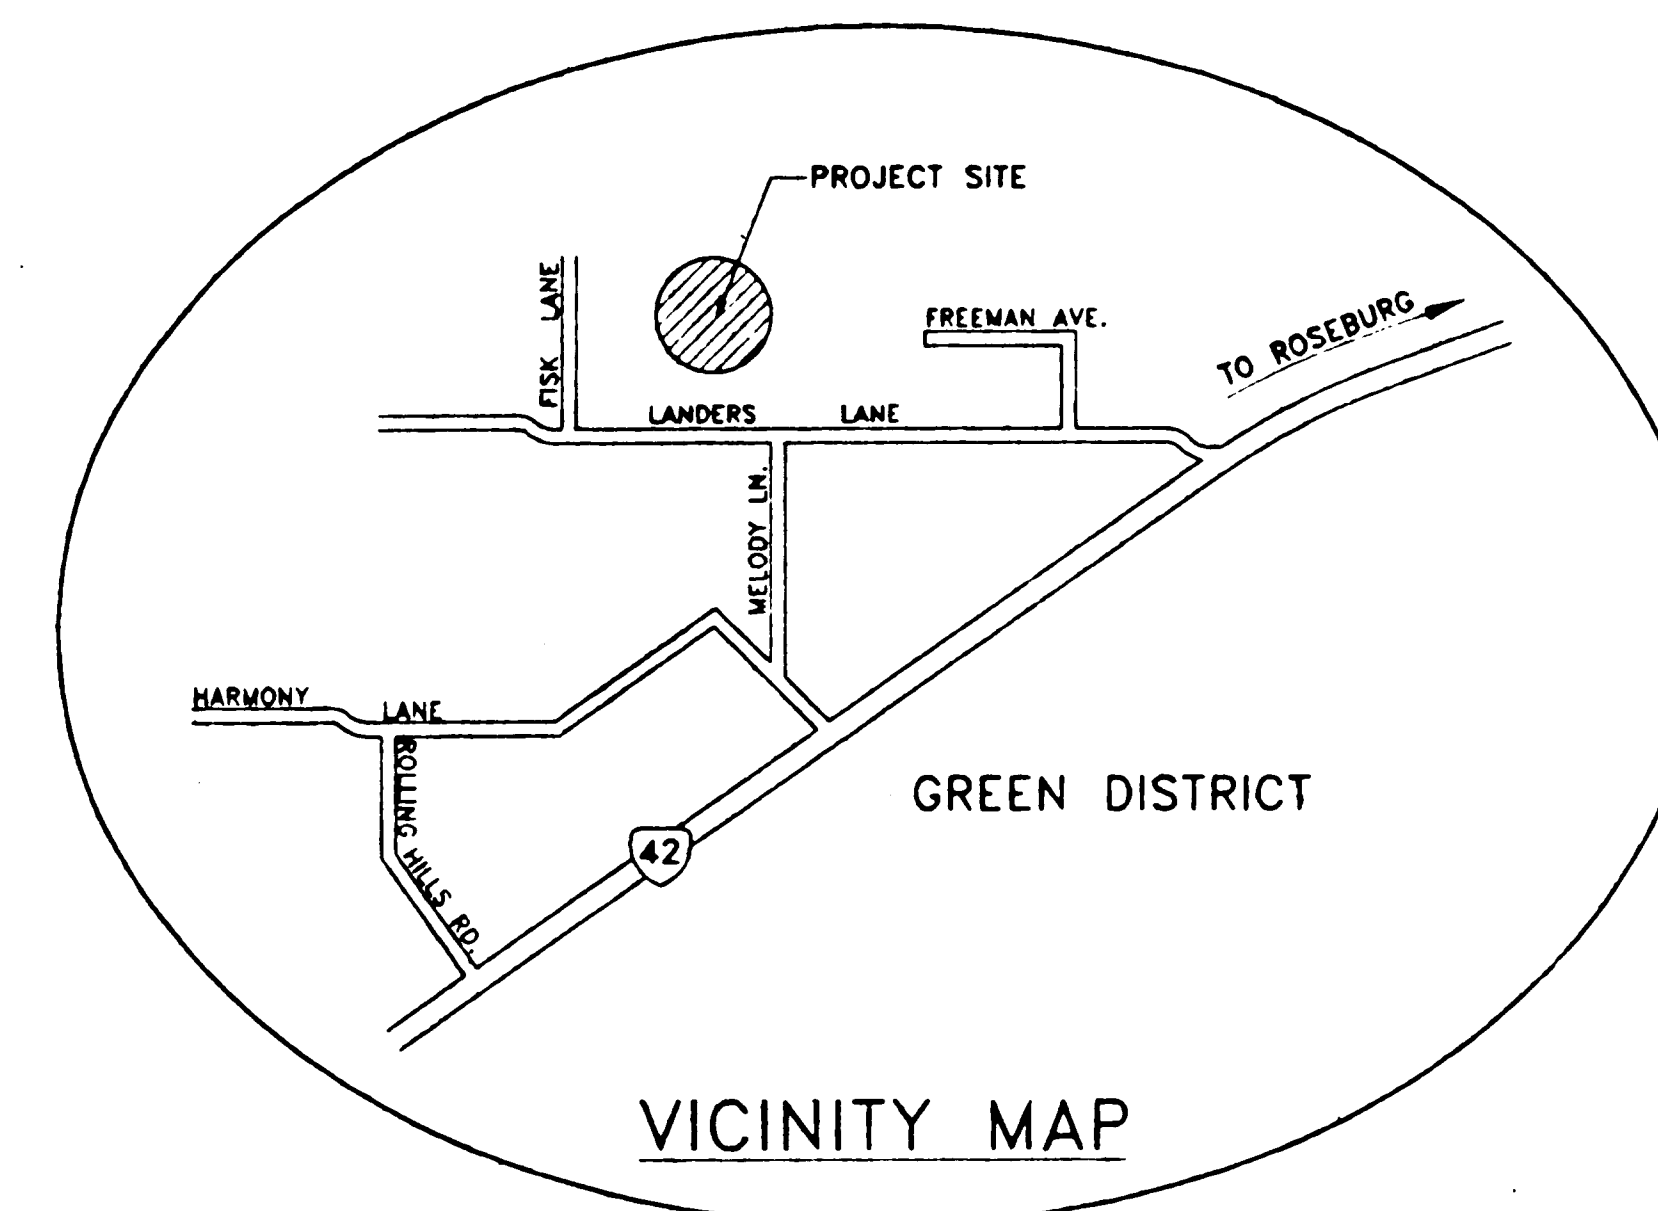 PROJECT SITE
FISK LANE
FREEMAN AVE.
TO ROSEBURG
LANDERS LANE
MELODY LN.
HARMONY LANE
ROLLING HILLS RD.
GREEN DISTRICT
42
VICINITY MAP